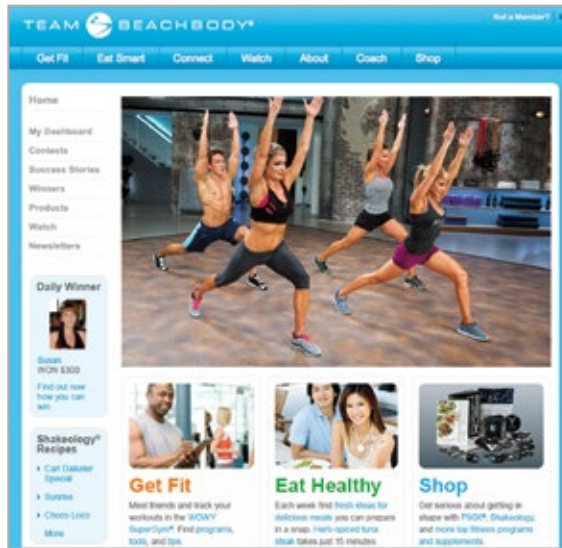 TEAM BEACHBODY®
Not a Member?
Get Fit Eat Smart Connect Watch About Coach Shop
Home
My Dashboard
Contests
Success Stories
Winners
Products
Watch
Newsletters
Daily Winner
Susan
WON $300
Find out now
how you can
win.
Shakeology®
Recipes
Special
Sunrise
Choco Loco
More
Get Fit
Meet friends and track your
workouts in the WOWY
SuperGym®. Find programs,
tools, and tips.
Eat Healthy
Each week find fresh ideas for
delicious meals you can prepare
in a snap. Herb-spiced tuna
steak takes just 15 minutes.
Shop
Get serious about getting in
shape with P90X®, Shakeology,
and more top fitness programs
and supplements.